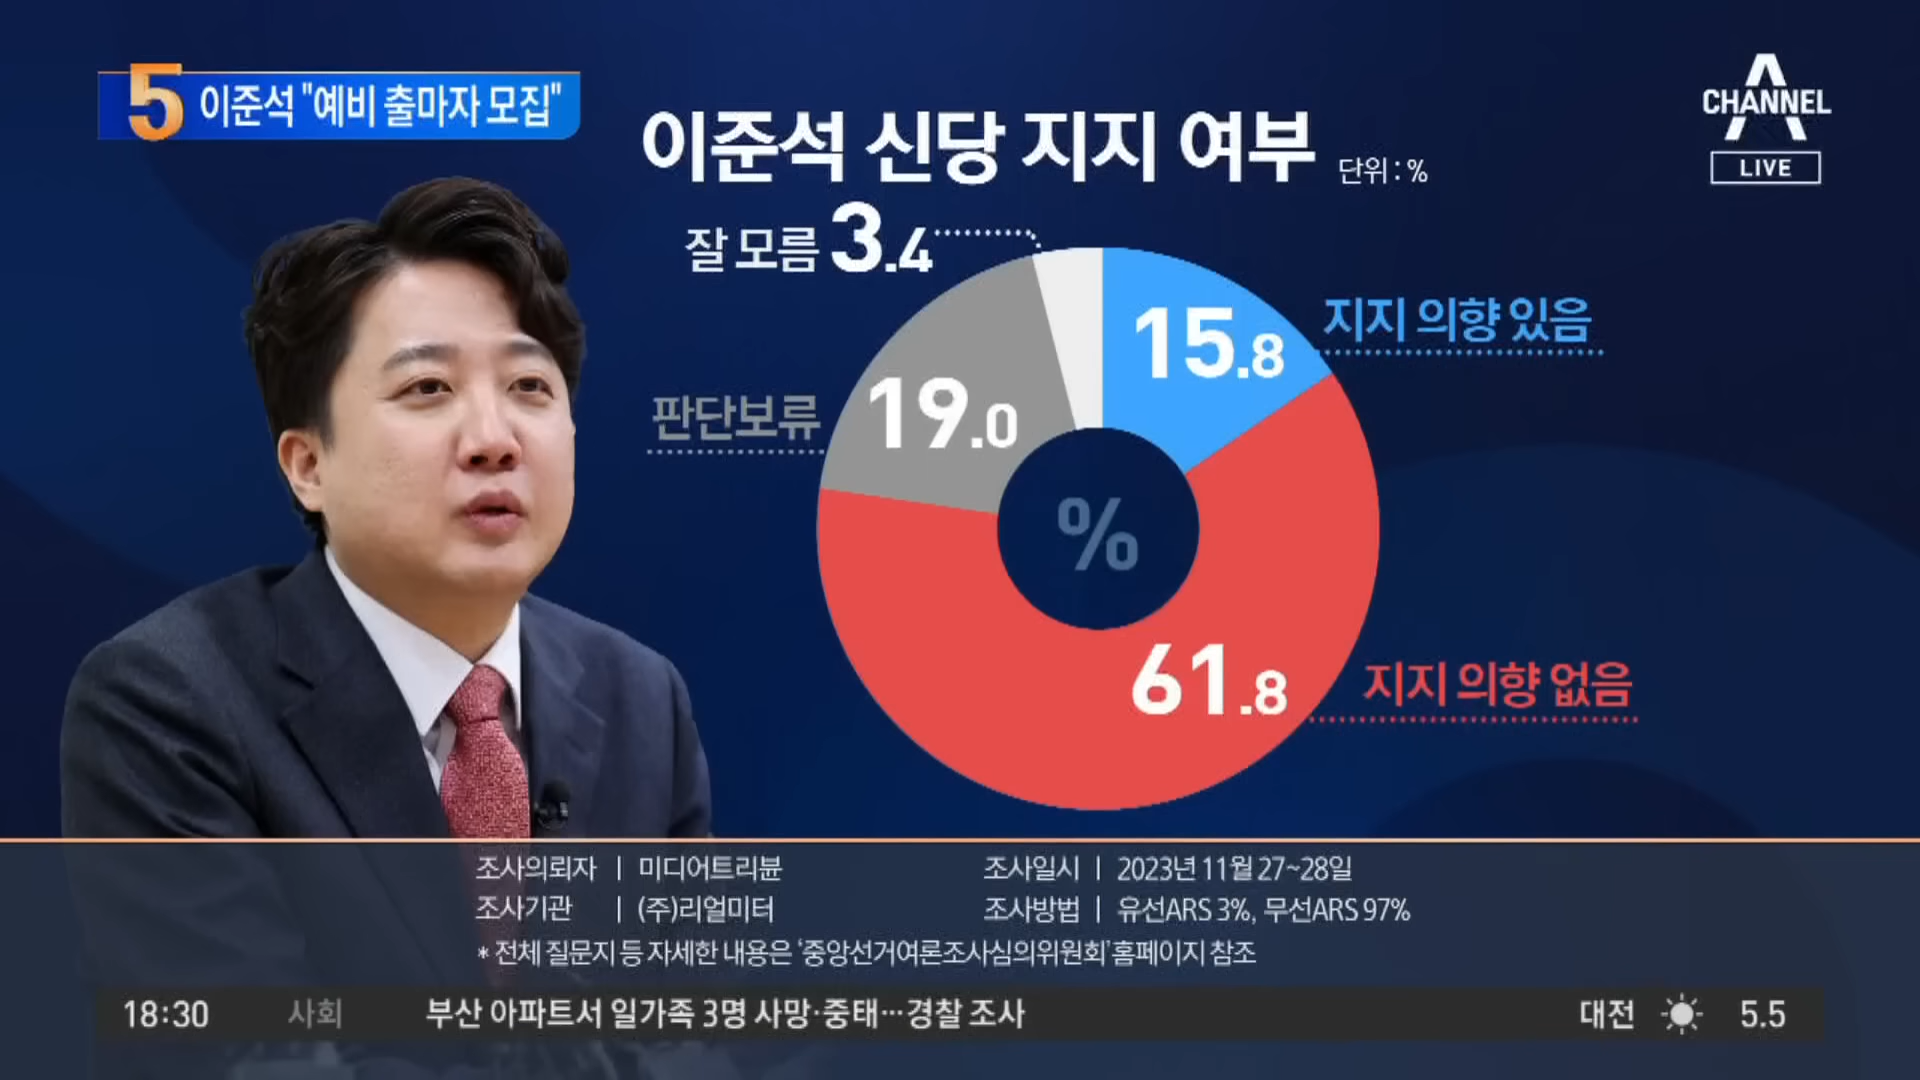 5 이준석 "예비 출마자 모집"
CHANNEL A
LIVE
이준석 신당 지지 여부 단위 : %
잘 모름 3.4
15.8 지지 의향 있음
판단보류 19.0
%
61.8 지지 의향 없음
조사의뢰자 | 미디어트리뷴
조사일시 | 2023년 11월 27~28일
조사기관 | (주)리얼미터
조사방법 | 유선ARS 3%, 무선ARS 97%
* 전체 질문지 등 자세한 내용은 '중앙선거여론조사심의위원회' 홈페이지 참조
18:30 사회 부산 아파트서 일가족 3명 사망·중태…경찰 조사 대전 5.5